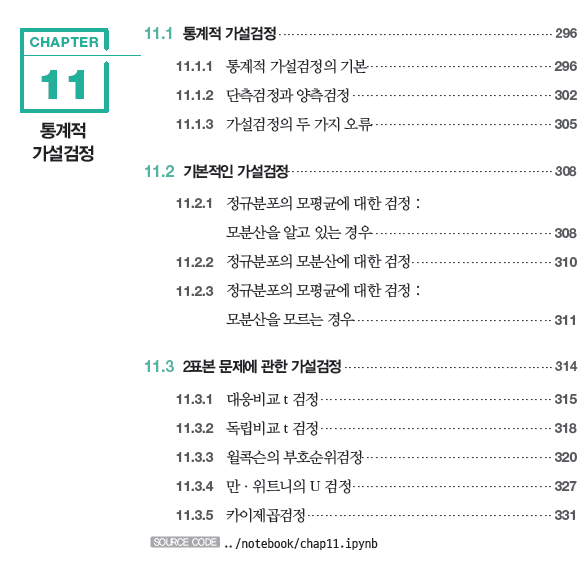 CHAPTER
11
통계적
가설검정
11.1 통계적 가설검정 296
11.1.1 통계적 가설검정의 기본 296
11.1.2 단측검정과 양측검정 302
11.1.3 가설검정의 두 가지 오류 305
11.2 기본적인 가설검정 308
11.2.1 정규분포의 모평균에 대한 검정 :
모분산을 알고 있는 경우 308
11.2.2 정규분포의 모분산에 대한 검정 310
11.2.3 정규분포의 모평균에 대한 검정 :
모분산을 모르는 경우 311
11.3 2표본 문제에 관한 가설검정 314
11.3.1 대응비교 t 검정 315
11.3.2 독립비교 t 검정 318
11.3.3 윌콕슨의 부호순위검정 320
11.3.4 만·위트니의 U 검정 327
11.3.5 카이제곱검정 331
SOURCE CODE ../notebook/chap11.ipynb